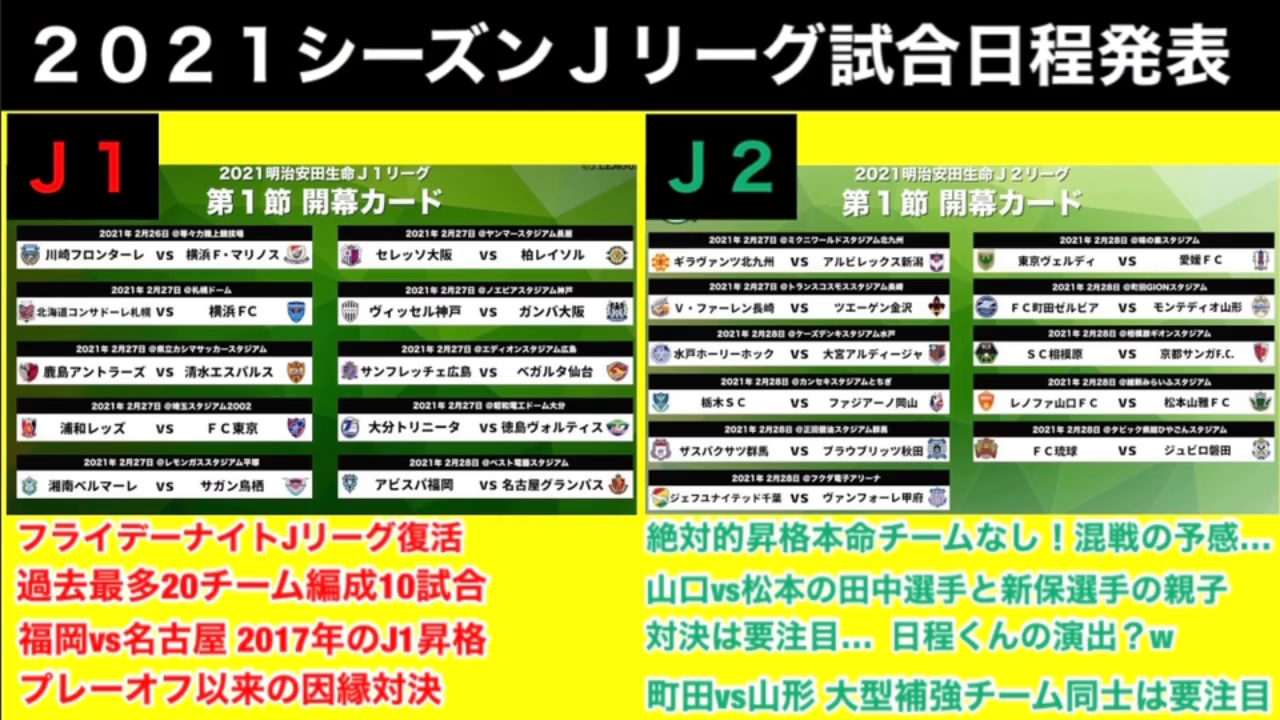 ２０２１シーズンＪリーグ試合日程発表
Ｊ１
2021明治安田生命Ｊ１リーグ
第１節 開幕カード
2021年 2月26日 @等々力陸上競技場
川崎フロンターレ VS 横浜Ｆ・マリノス
2021年 2月27日 @札幌ドーム
北海道コンサドーレ札幌 VS 横浜ＦＣ
2021年 2月27日 @県立カシマサッカースタジアム
鹿島アントラーズ VS 清水エスパルス
2021年 2月27日 @埼玉スタジアム2002
浦和レッズ VS ＦＣ東京
2021年 2月27日 @レモンガススタジアム平塚
湘南ベルマーレ VS サガン鳥栖
2021年 2月27日 @ヤンマースタジアム長居
セレッソ大阪 VS 柏レイソル
2021年 2月27日 @ノエビアスタジアム神戸
ヴィッセル神戸 VS ガンバ大阪
2021年 2月27日 @エディオンスタジアム広島
サンフレッチェ広島 VS ベガルタ仙台
2021年 2月27日 @昭和電工ドーム大分
大分トリニータ VS 徳島ヴォルティス
2021年 2月28日 @ベスト電器スタジアム
アビスパ福岡 VS 名古屋グランパス
フライデーナイトJリーグ復活
過去最多20チーム編成10試合
福岡vs名古屋 2017年のJ1昇格
プレーオフ以来の因縁対決
Ｊ２
2021明治安田生命Ｊ２リーグ
第１節 開幕カード
2021年 2月27日 @ミクニワールドスタジアム北九州
ギラヴァンツ北九州 VS アルビレックス新潟
2021年 2月27日 @トランスコスモススタジアム長崎
Ｖ・ファーレン長崎 VS ツエーゲン金沢
2021年 2月28日 @ケーズデンキスタジアム水戸
水戸ホーリーホック VS 大宮アルディージャ
2021年 2月28日 @カンセキスタジアムとちぎ
栃木ＳＣ VS ファジアーノ岡山
2021年 2月28日 @正田醤油スタジアム群馬
ザスパクサツ群馬 VS ブラウブリッツ秋田
2021年 2月28日 @フクダ電子アリーナ
ジェフユナイテッド千葉 VS ヴァンフォーレ甲府
2021年 2月28日 @味の素スタジアム
東京ヴェルディ VS 愛媛ＦＣ
2021年 2月28日 @町田GIONスタジアム
ＦＣ町田ゼルビア VS モンテディオ山形
2021年 2月28日 @相模原ギオンスタジアム
ＳＣ相模原 VS 京都サンガF.C.
2021年 2月28日 @維新みらいふスタジアム
レノファ山口ＦＣ VS 松本山雅ＦＣ
2021年 2月28日 @タピック県総ひやごんスタジアム
ＦＣ琉球 VS ジュビロ磐田
絶対的昇格本命チームなし！混戦の予感...
山口vs松本の田中選手と新保選手の親子
対決は要注目... 日程くんの演出？w
町田vs山形 大型補強チーム同士は要注目